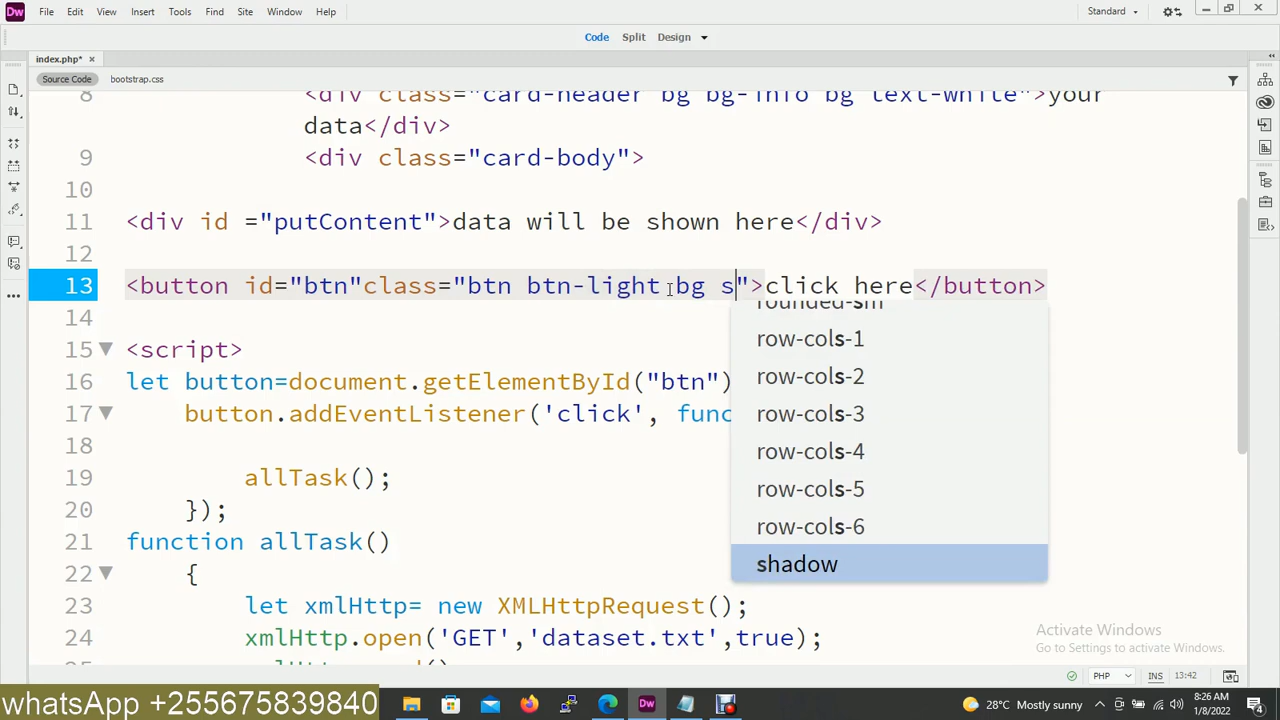 Dw File Edit View Insert Tools Find Site Window Help Standard
Code Split Design
index.php*
Source Code bootstrap.css
8 <div class="card-header bg bg-info bg text-white">your
data</div>
9 <div class="card-body">
10
11 <div id ="putContent">data will be shown here</div>
12
13 <button id="btn"class="btn btn-light bg s">click here</button>
rounded-sm
14
row-cols-1
15 <script>
row-cols-2
16 let button=document.getElementById("btn")
row-cols-3
17 button.addEventListener('click', func
row-cols-4
18
19 allTask();
row-cols-5
20 });
row-cols-6
21 function allTask()
shadow
22 {
23 let xmlHttp= new XMLHttpRequest();
24 xmlHttp.open('GET','dataset.txt',true);
Activate Windows
Go to Settings to activate Windows.
PHP INS 13:42
whatsApp +255675839840 Dw 28°C Mostly sunny 8:26 AM
1/8/2022